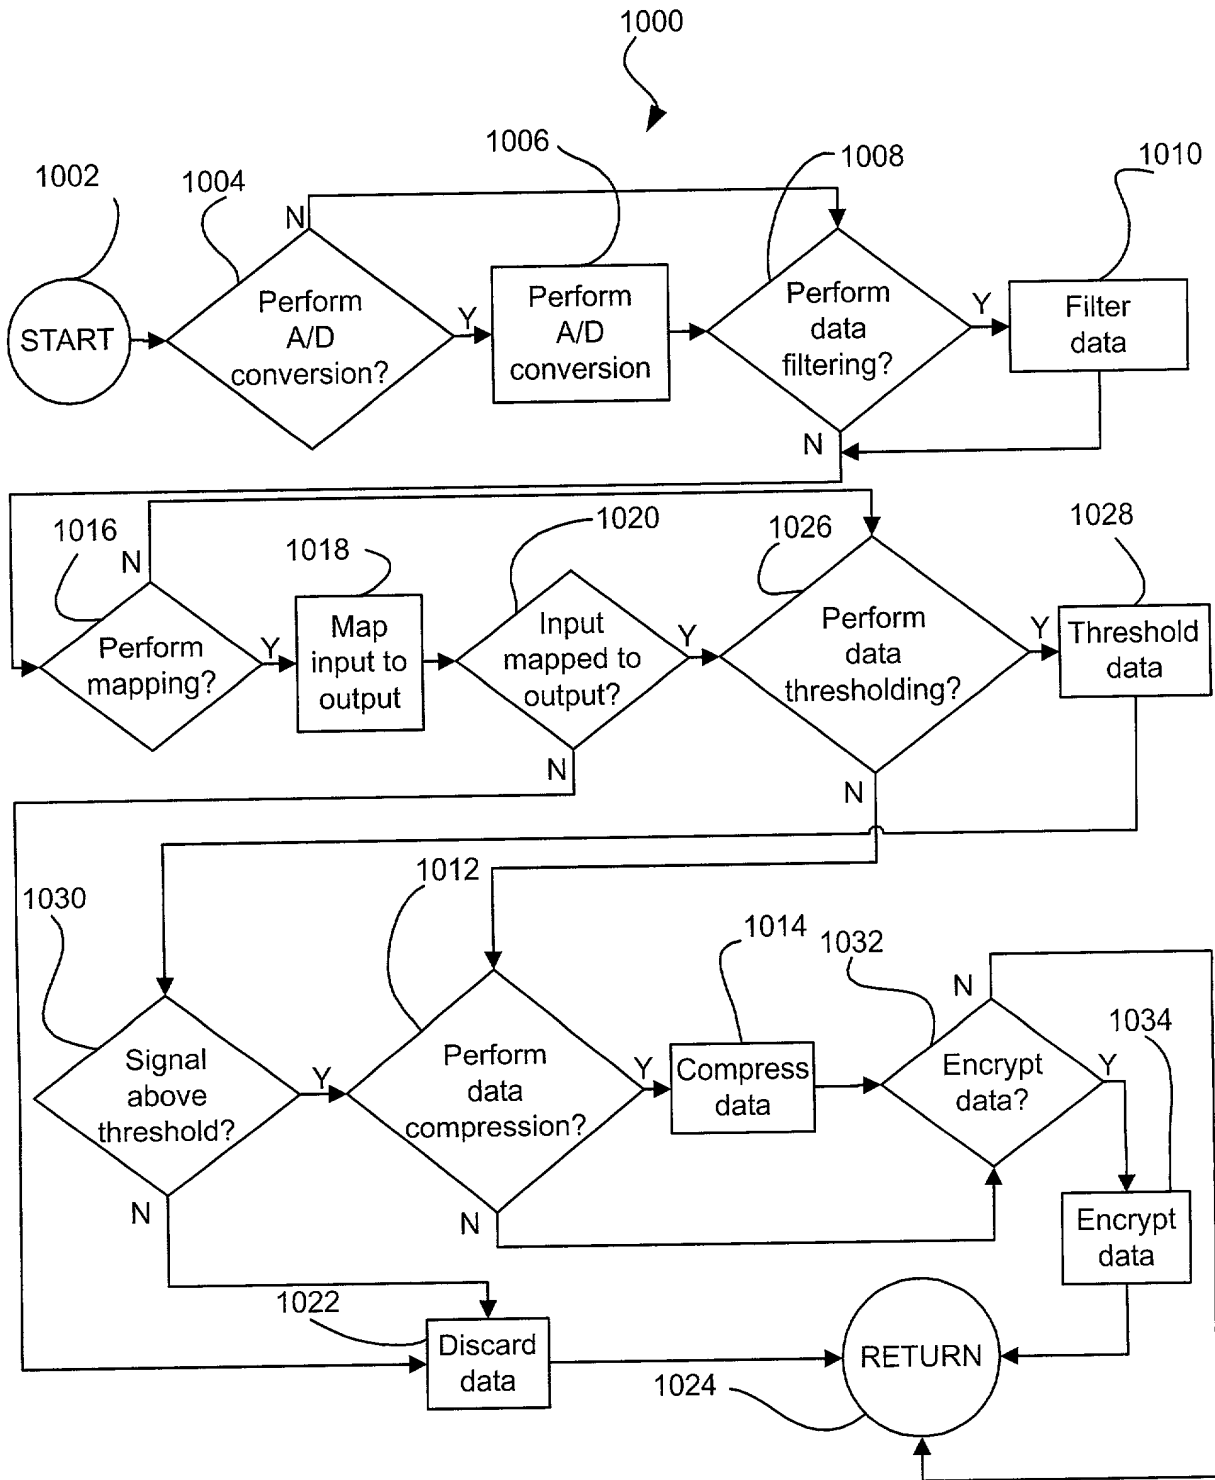 1000
1002
1004
1006
1008
1010
START
N
Perform
A/D
conversion?
Y
Perform
A/D
conversion
Perform
data
filtering?
Y
Filter
data
N
1016
N
1018
1020
1026
1028
Perform
mapping?
Y
Map
input to
output
Input
mapped to
output?
Y
Perform
data
thresholding?
Y
Threshold
data
N
N
1030
1012
1014
1032
N
1034
Signal
above
threshold?
Y
Perform
data
compression?
Y
Compress
data
Encrypt
data?
Y
N
N
Encrypt
data
1022
Discard
data
1024
RETURN